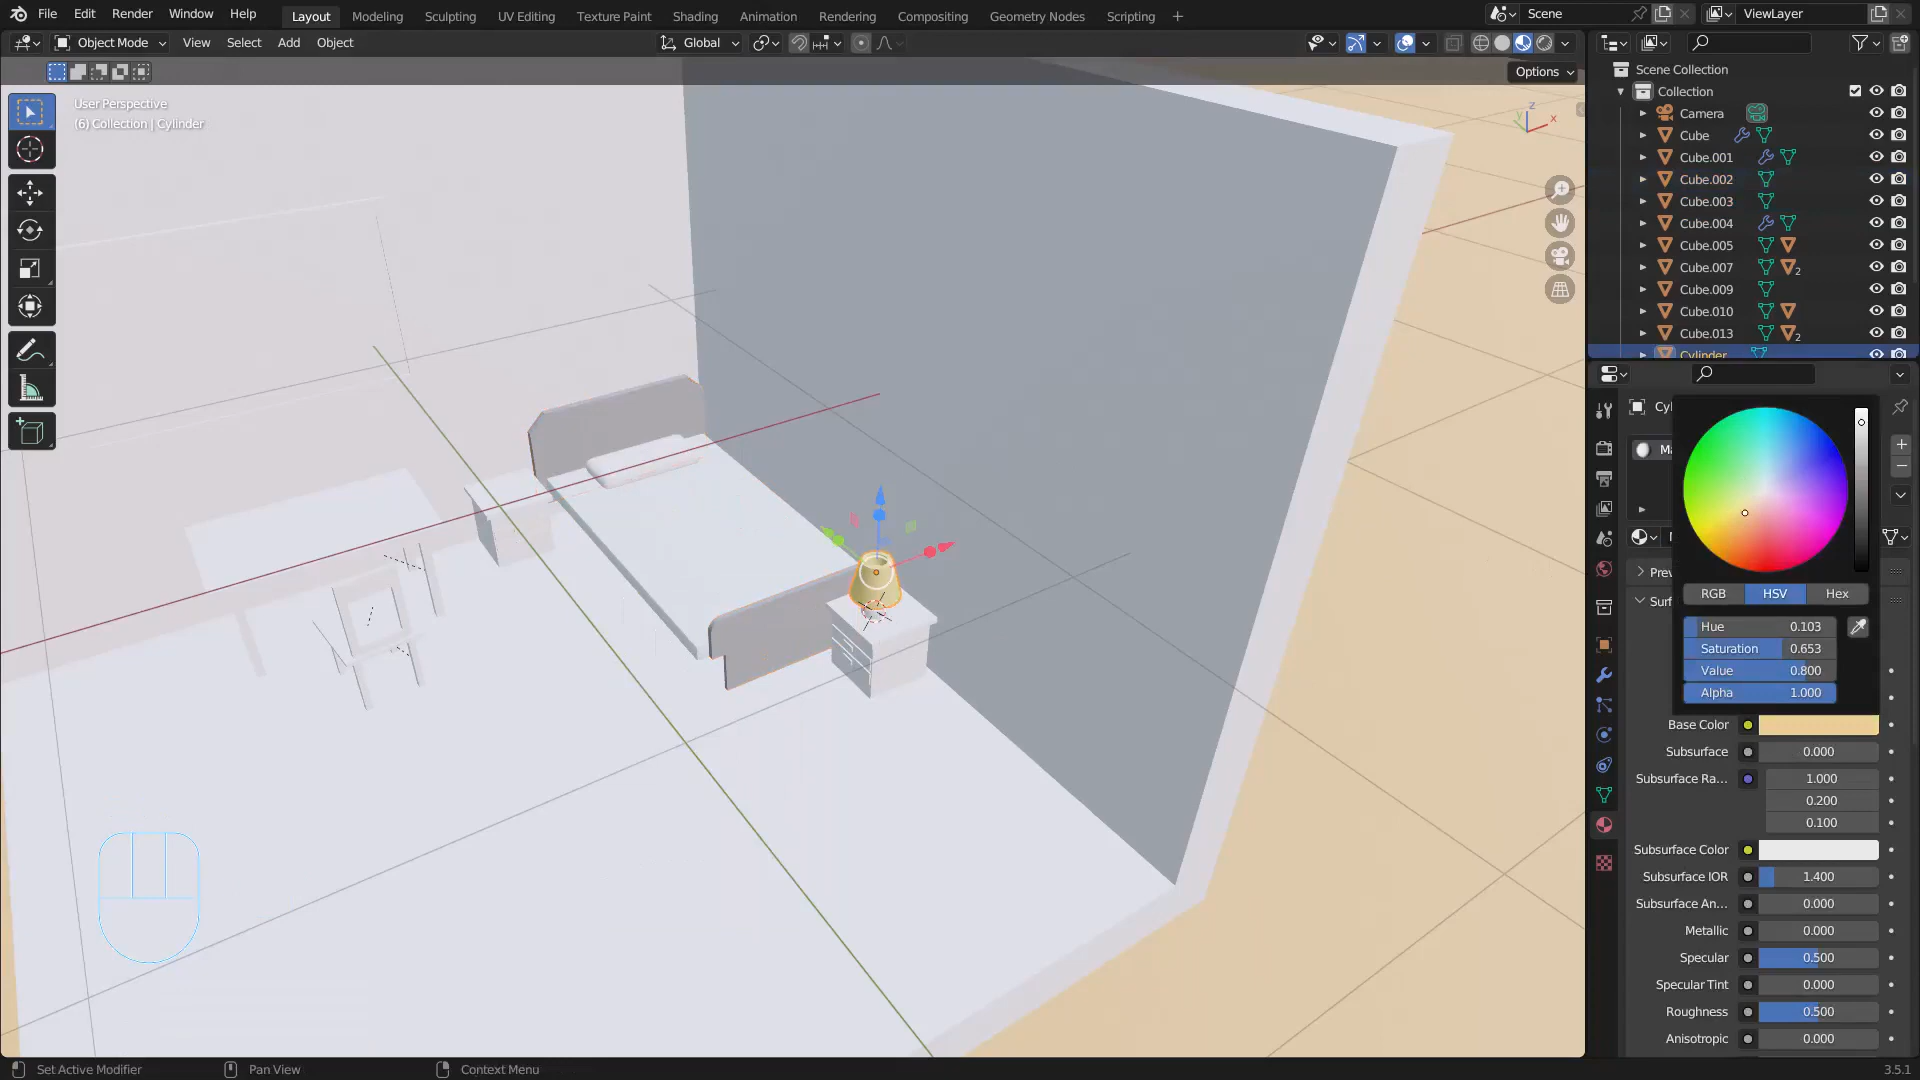 File Edit Render Window Help
Layout Modeling Sculpting UV Editing Texture Paint Shading Animation Rendering Compositing Geometry Nodes Scripting +
Scene
ViewLayer
Object Mode View Select Add Object
Global
Options
User Perspective
(6) Collection | Cylinder
Z
Y
X
Scene Collection
Collection
Camera
Cube
Cube.001
Cube.002
Cube.003
Cube.004
Cube.005
Cube.007 2
Cube.009
Cube.010
Cube.013 2
Cylinder
Cyl
Ma
Prev
Surf
RGB HSV Hex
Hue 0.103
Saturation 0.653
Value 0.800
Alpha 1.000
Base Color
Subsurface 0.000
Subsurface Ra... 1.000
0.200
0.100
Subsurface Color
Subsurface IOR 1.400
Subsurface An... 0.000
Metallic 0.000
Specular 0.500
Specular Tint 0.000
Roughness 0.500
Anisotropic 0.000
Set Active Modifier
Pan View
Context Menu
3.5.1